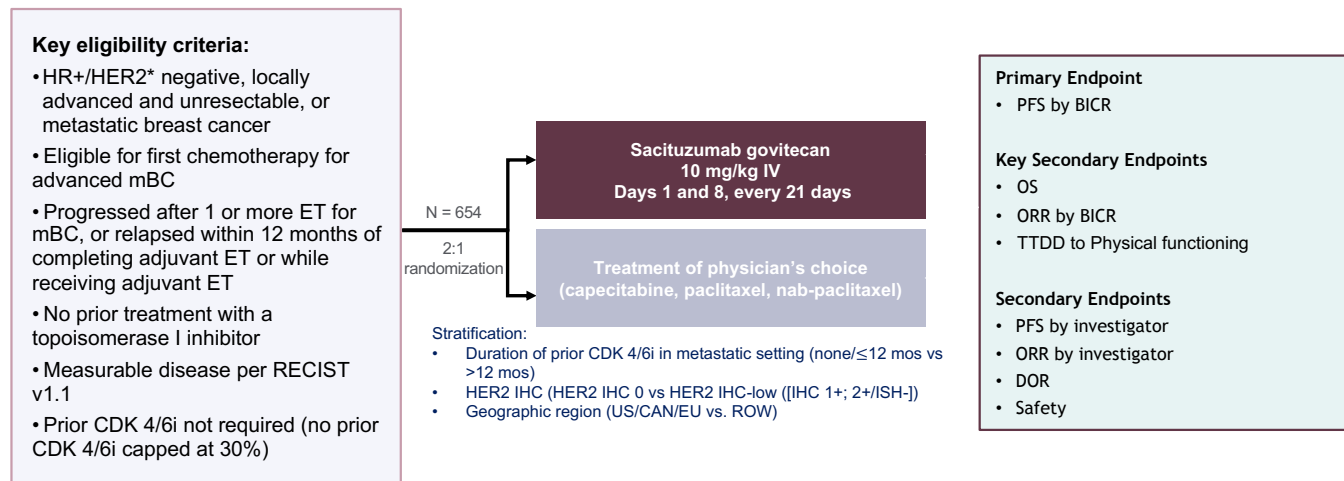 Key eligibility criteria:
•HR+/HER2* negative, locally
advanced and unresectable, or
metastatic breast cancer
•Eligible for first chemotherapy for
advanced mBC
•Progressed after 1 or more ET for
mBC, or relapsed within 12 months of
completing adjuvant ET or while
receiving adjuvant ET
•No prior treatment with a
topoisomerase I inhibitor
•Measurable disease per RECIST
v1.1
•Prior CDK 4/6i not required (no prior
CDK 4/6i capped at 30%)
N = 654
2:1
randomization
Sacituzumab govitecan
10 mg/kg IV
Days 1 and 8, every 21 days
Treatment of physician's choice
(capecitabine, paclitaxel, nab-paclitaxel)
Stratification:
• Duration of prior CDK 4/6i in metastatic setting (none/≤12 mos vs
>12 mos)
• HER2 IHC (HER2 IHC 0 vs HER2 IHC-low ([IHC 1+; 2+/ISH-])
• Geographic region (US/CAN/EU vs. ROW)
Primary Endpoint
• PFS by BICR
Key Secondary Endpoints
• OS
• ORR by BICR
• TTDD to Physical functioning
Secondary Endpoints
• PFS by investigator
• ORR by investigator
• DOR
• Safety